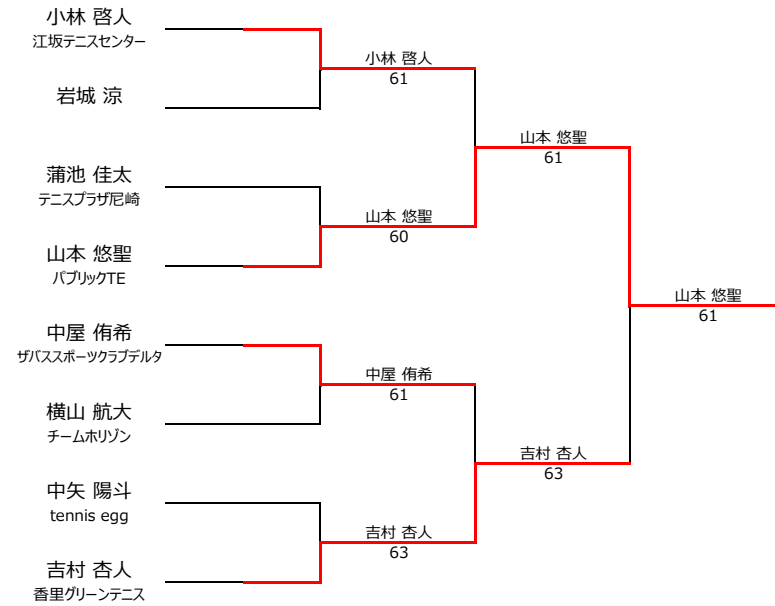 小林 啓人
江坂テニスセンター
岩城 涼
蒲池 佳太
テニスプラザ尼崎
山本 悠聖
パブリックTE
中屋 侑希
ザバススポーツクラブデルタ
横山 航大
チームホリゾン
中矢 陽斗
tennis egg
吉村 杏人
香里グリーンテニス
小林 啓人
61
山本 悠聖
60
中屋 侑希
61
吉村 杏人
63
山本 悠聖
61
吉村 杏人
63
山本 悠聖
61